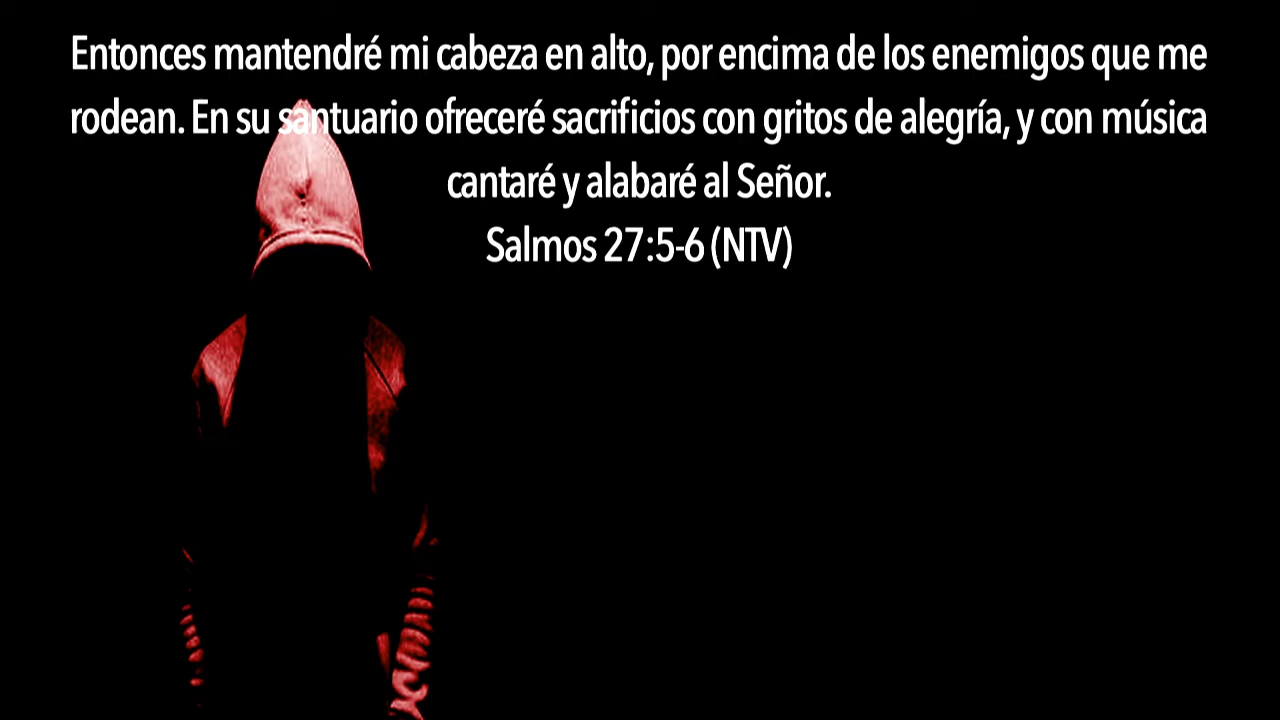 Entonces mantendré mi cabeza en alto, por encima de los enemigos que me
rodean. En su santuario ofreceré sacrificios con gritos de alegría, y con música
cantaré y alabaré al Señor.
Salmos 27:5-6 (NTV)